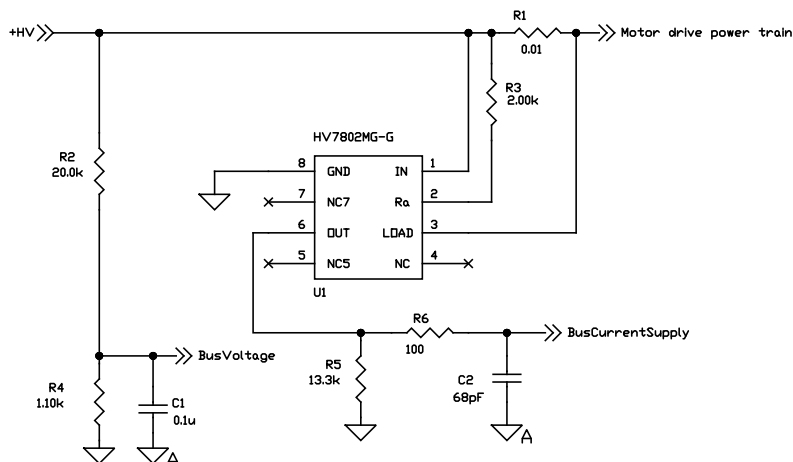 R1
+HV
Motor drive power train
0.01
R3
2.00k
HV7802MG-G
R2
20.0k
8 GND IN 1
7 NC7 Ra 2
6 OUT LOAD 3
5 NC5 NC 4
U1
R6
BusCurrentSupply
100
BusVoltage
R5
13.3k
R4
1.10k
C1
0.1u
C2
68pF
A
A